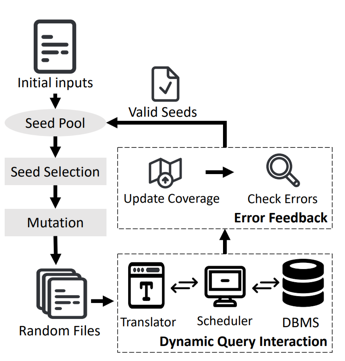 Initial inputs
Valid Seeds
Seed Pool
Seed Selection
Update Coverage
Check Errors
Error Feedback
Mutation
T
Random Files
Translator
Scheduler
DBMS
Dynamic Query Interaction